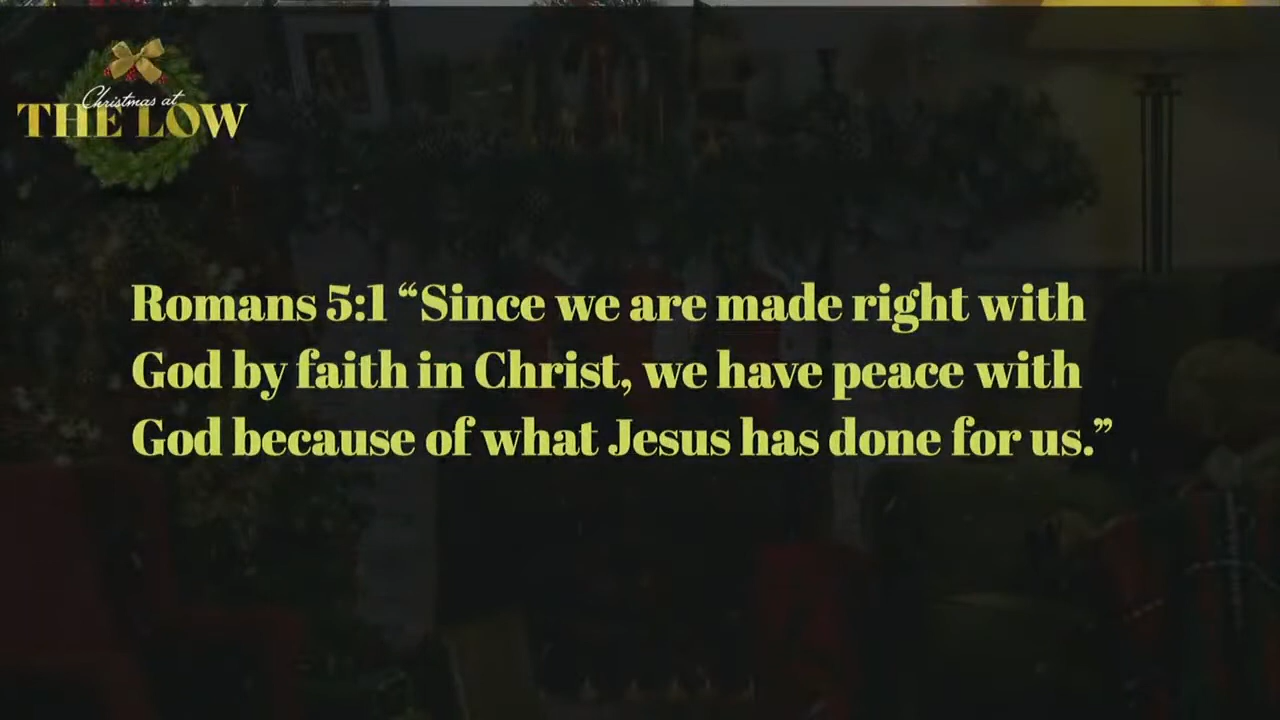 Christmas at
THE LOW
Romans 5:1 “Since we are made right with
God by faith in Christ, we have peace with
God because of what Jesus has done for us.”